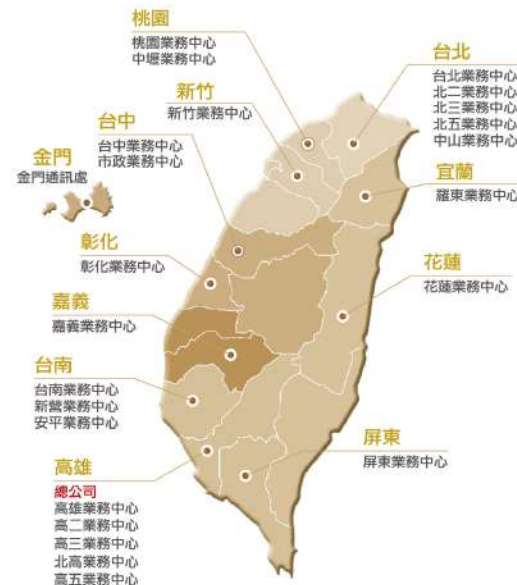 桃園
桃園業務中心
中壢業務中心
台北
台北業務中心
北二業務中心
北三業務中心
北五業務中心
中山業務中心
新竹
新竹業務中心
台中
台中業務中心
市政業務中心
金門
金門通訊處
宜蘭
羅東業務中心
彰化
彰化業務中心
花蓮
花蓮業務中心
嘉義
嘉義業務中心
台南
台南業務中心
新營業務中心
安平業務中心
屏東
屏東業務中心
高雄
總公司
高雄業務中心
高二業務中心
高三業務中心
北高業務中心
高五業務中心